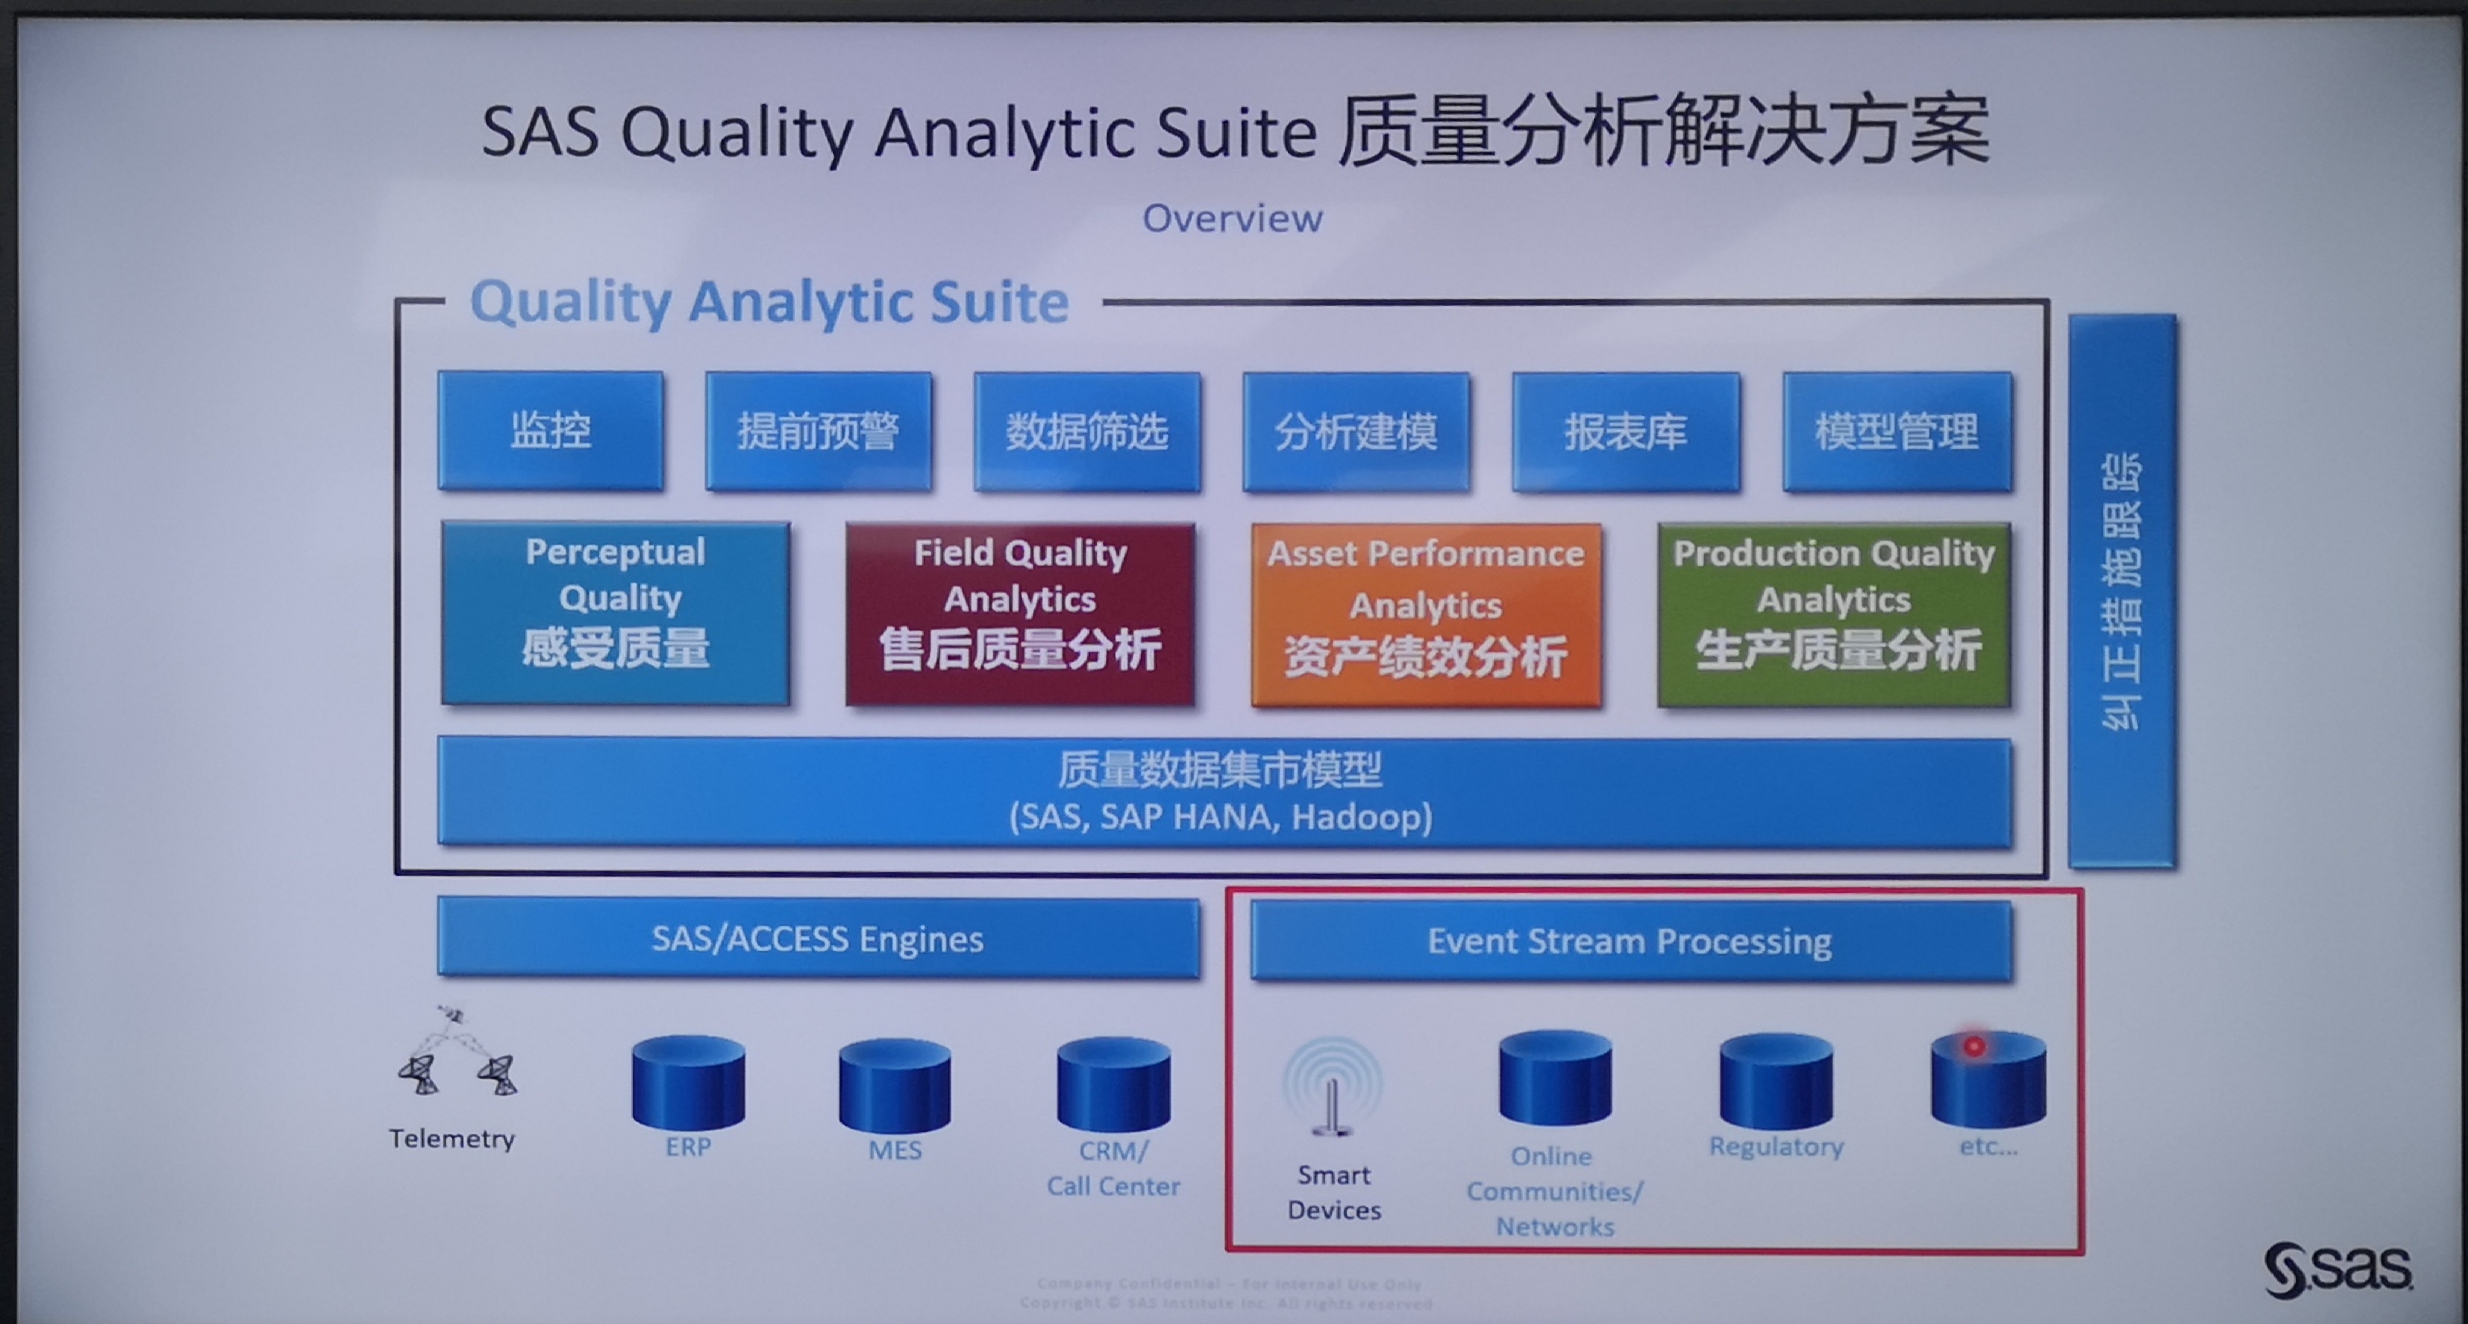 SAS Quality Analytic Suite 质量分析解决方案
Overview
Quality Analytic Suite
监控
提前预警
数据筛选
分析建模
报表库
模型管理
Perceptual
Quality
感受质量
Field Quality
Analytics
售后质量分析
Asset Performance
Analytics
资产绩效分析
Production Quality
Analytics
生产质量分析
纠正措施跟踪
质量数据集市模型
(SAS, SAP HANA, Hadoop)
SAS/ACCESS Engines
Event Stream Processing
Telemetry
ERP
MES
CRM/
Call Center
Smart
Devices
Online
Communities/
Networks
Regulatory
etc...
Company Confidential – For Internal Use Only
Copyright © SAS Institute Inc. All rights reserved
sas